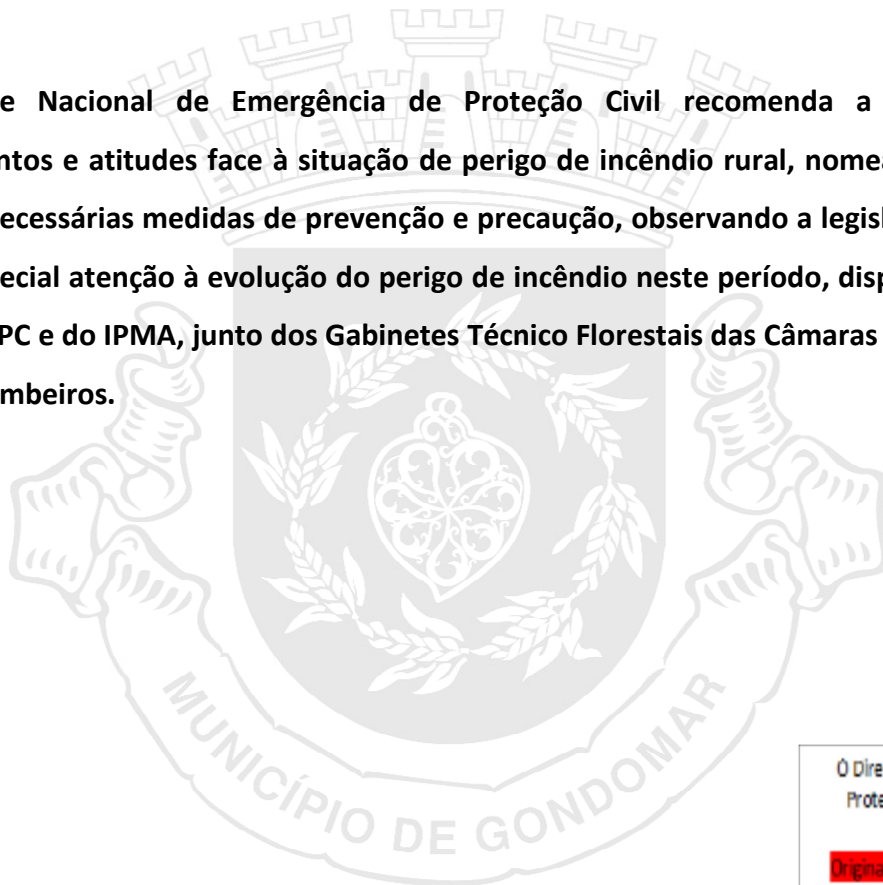 e Nacional de Emergência de Proteção Civil recomenda a
ntos e atitudes face à situação de perigo de incêndio rural, nomea
ecessárias medidas de prevenção e precaução, observando a legis
ecial atenção à evolução do perigo de incêndio neste período, disp
PC e do IPMA, junto dos Gabinetes Técnico Florestais das Câmaras
mbeiros.
MUNICÍPIO DE GONDOMAR
O Dire
Prote
Origina